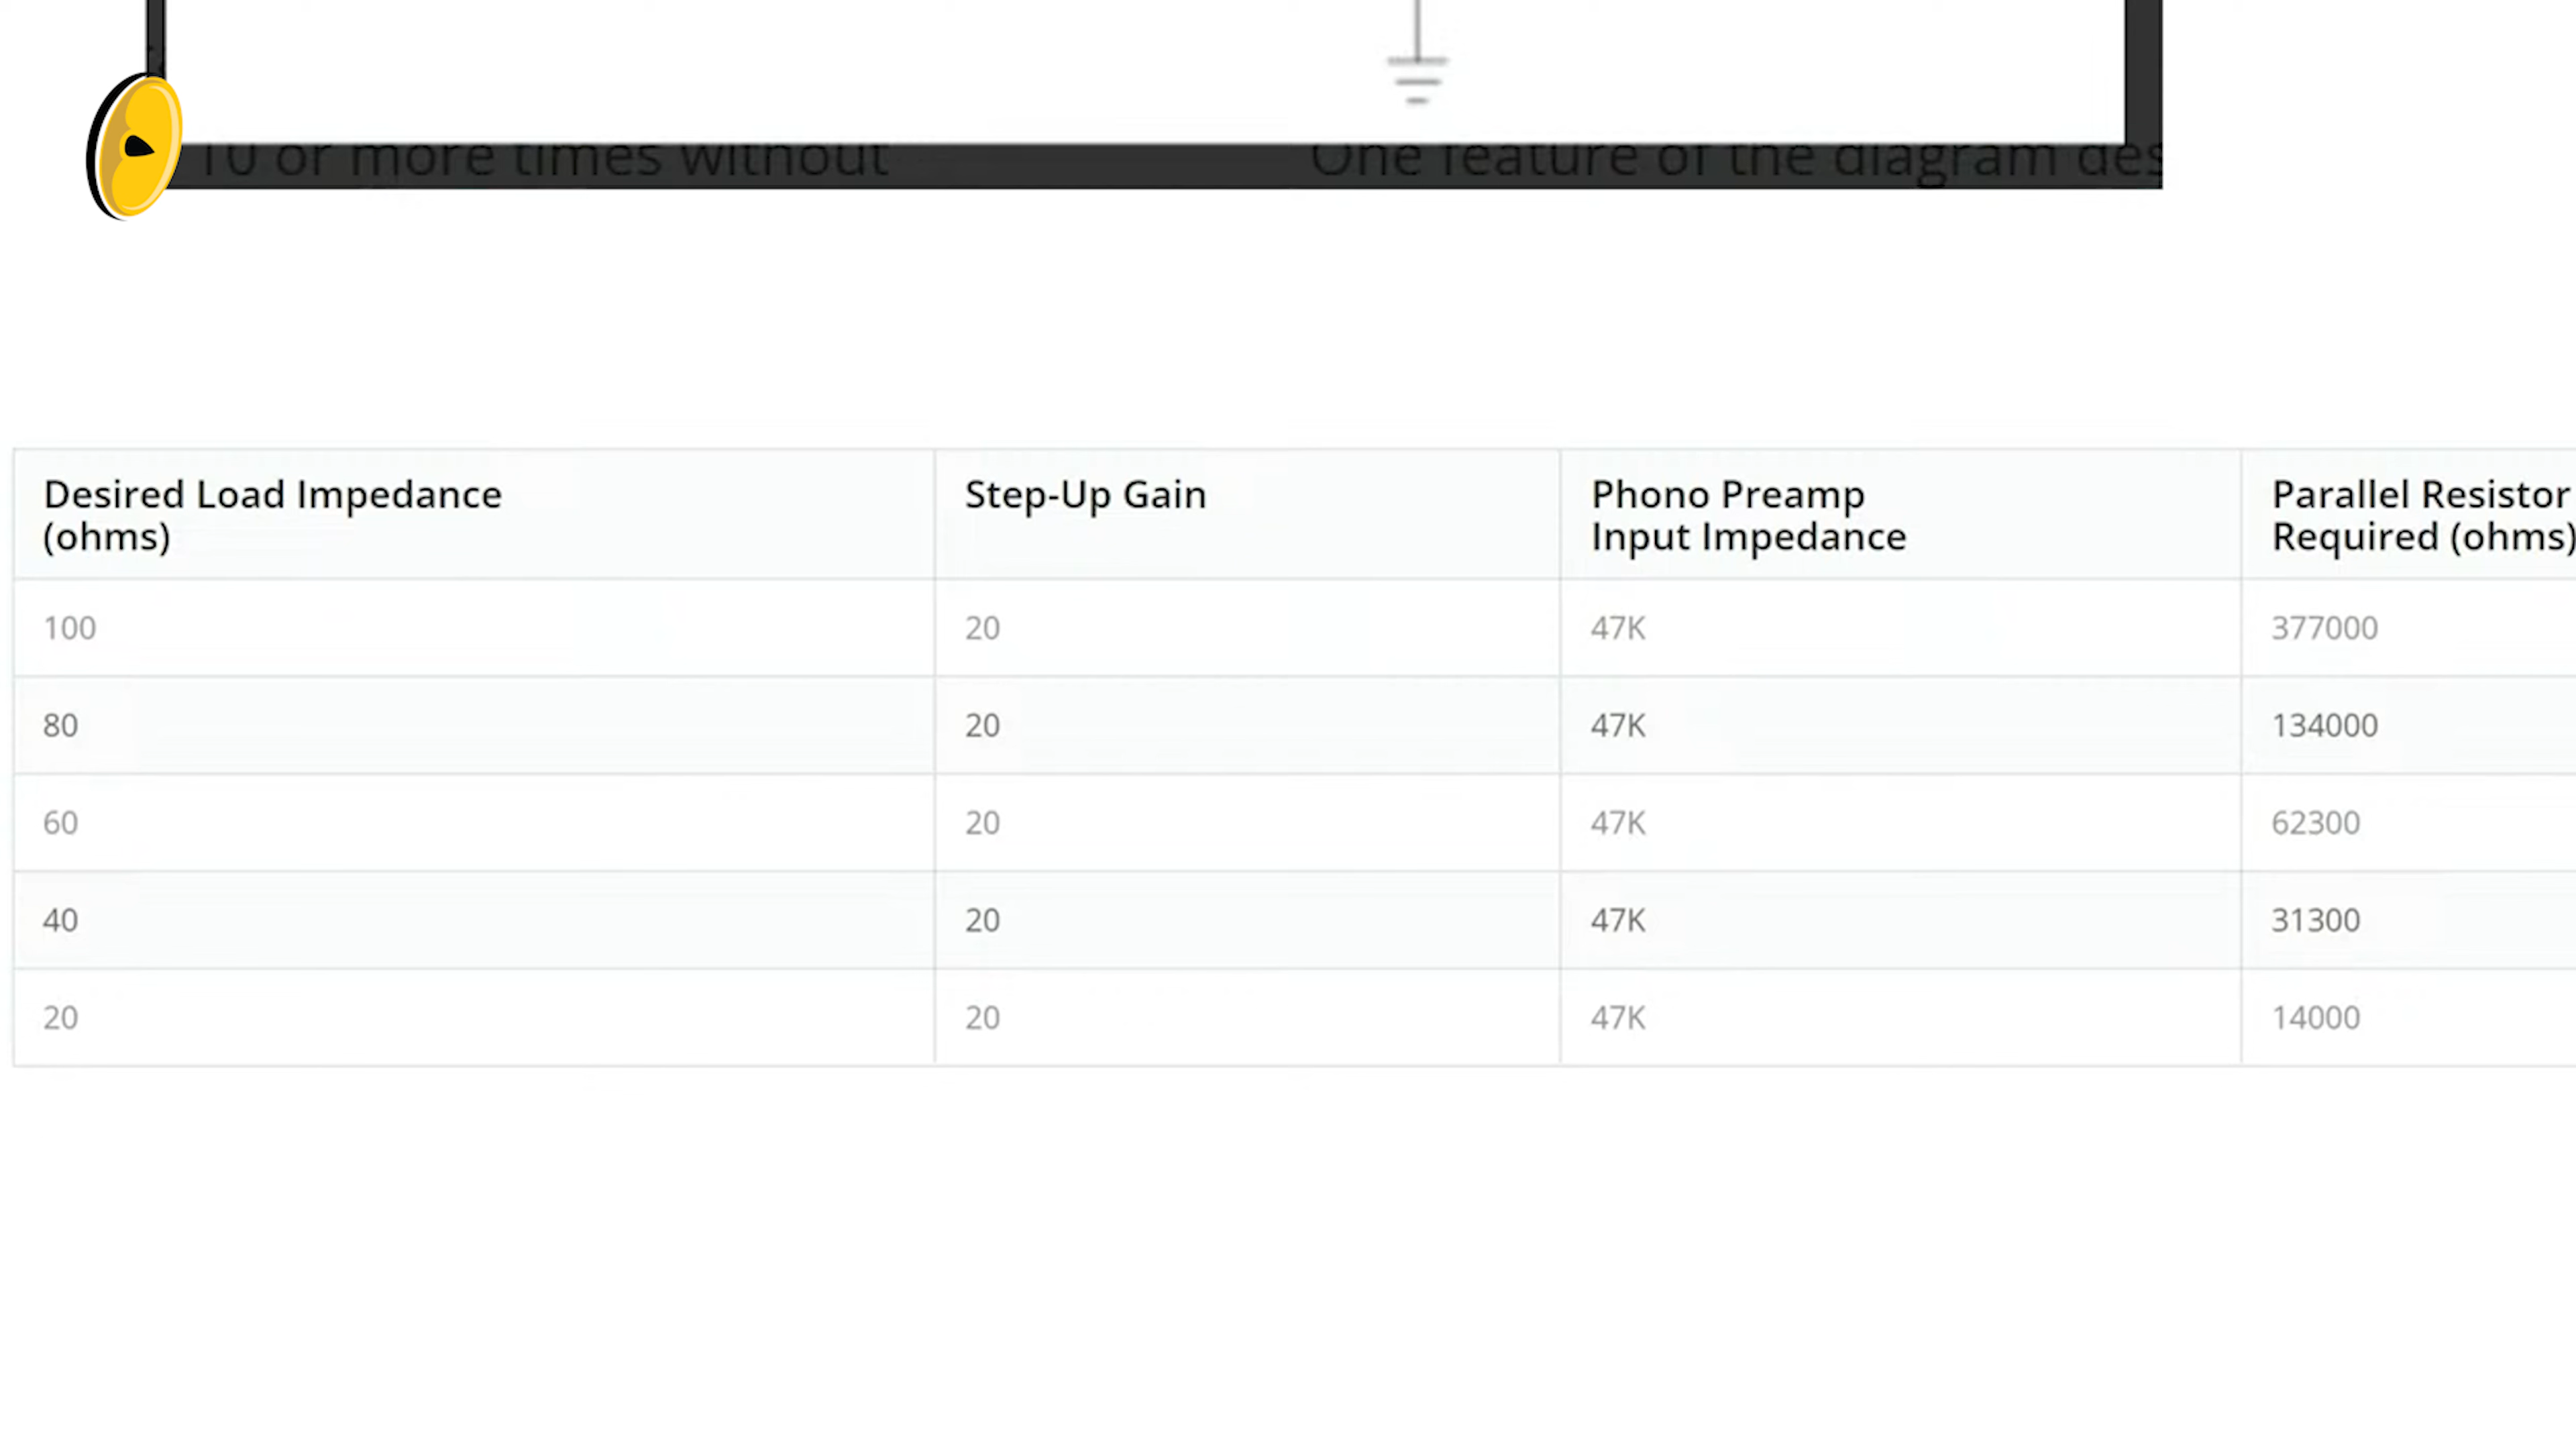 10 or more times without
One feature of the diagram des
Desired Load Impedance
(ohms)
Step-Up Gain
Phono Preamp
Input Impedance
Parallel Resistor
Required (ohms)
100
20
47K
377000
80
20
47K
134000
60
20
47K
62300
40
20
47K
31300
20
20
47K
14000